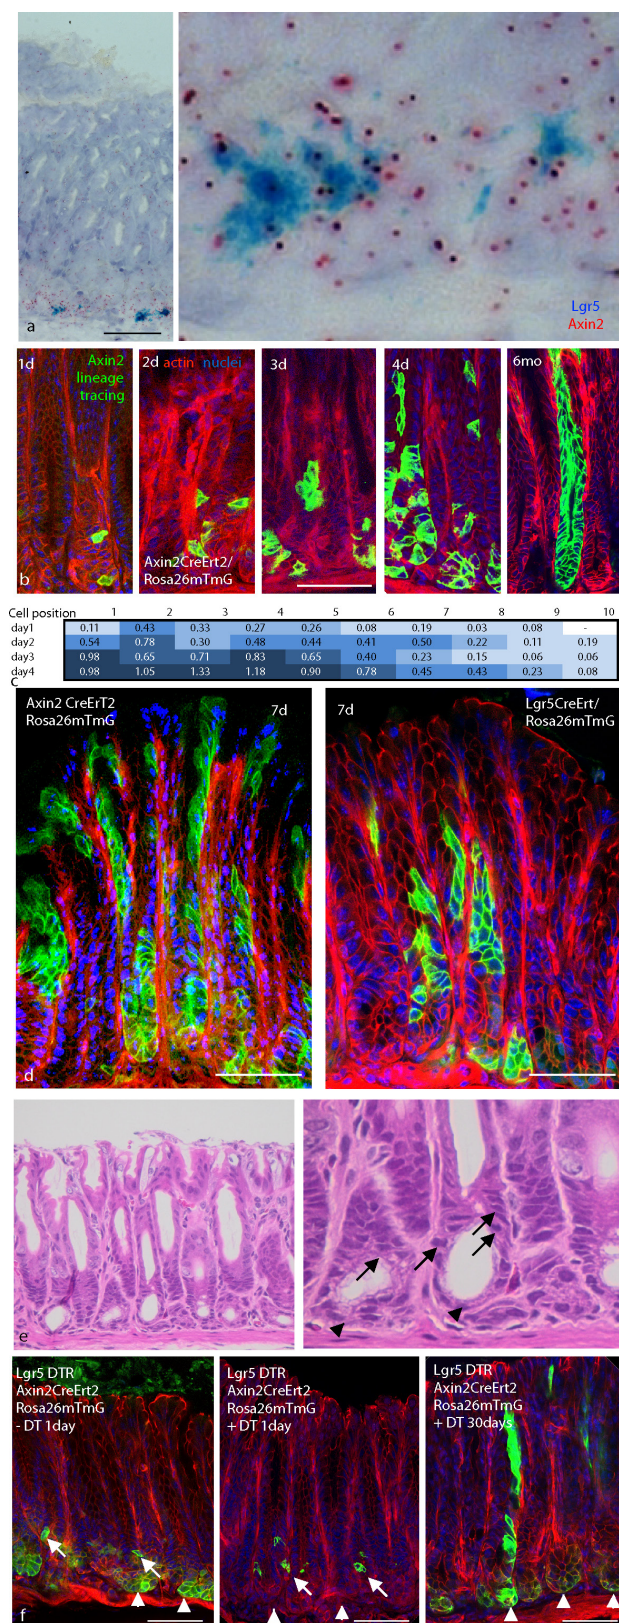 Lgr5
Axin2
a
1d
Axin2
lineage
tracing
2d actin nuclei
3d
4d
6mo
Axin2CreErt2/
Rosa26mTmG
b
Cell position 1 2 3 4 5 6 7 8 9 10
day1 0.11 0.43 0.33 0.27 0.26 0.08 0.19 0.03 0.08 -
day2 0.54 0.78 0.30 0.48 0.44 0.41 0.50 0.22 0.11 0.19
day3 0.98 0.65 0.71 0.83 0.65 0.40 0.23 0.15 0.06 0.06
day4 0.98 1.05 1.33 1.18 0.90 0.78 0.45 0.43 0.23 0.08
c
Axin2 CreErT2
Rosa26mTmG
7d
7d
Lgr5CreErt/
Rosa26mTmG
d
e
Lgr5 DTR
Axin2CreErt2
Rosa26mTmG
- DT 1day
Lgr5 DTR
Axin2CreErt2
Rosa26mTmG
+ DT 1day
Lgr5 DTR
Axin2CreErt2
Rosa26mTmG
+ DT 30days
f